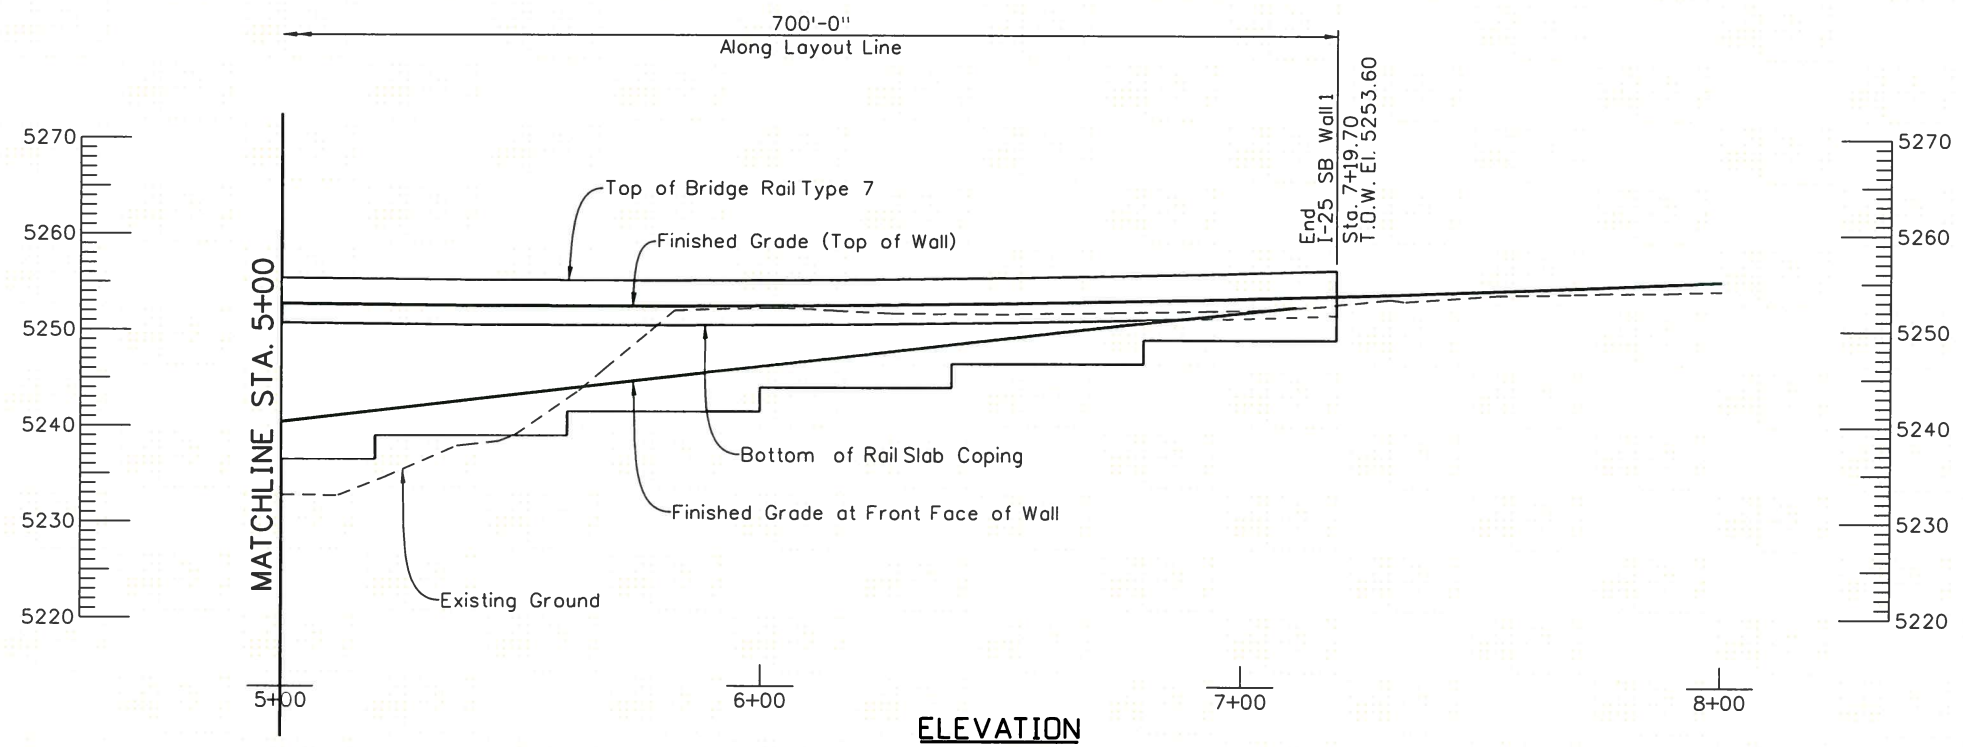 700'-0"
Along Layout Line
End
I-25 SB Wall 1
Sta. 7+19.70
T.O.W. El. 5253.60
5270
5260
5250
5240
5230
5220
MATCHLINE STA. 5+00
Top of Bridge Rail Type 7
Finished Grade (Top of Wall)
Bottom of Rail Slab Coping
Finished Grade at Front Face of Wall
Existing Ground
5270
5260
5250
5240
5230
5220
5+00
6+00
7+00
8+00
ELEVATION